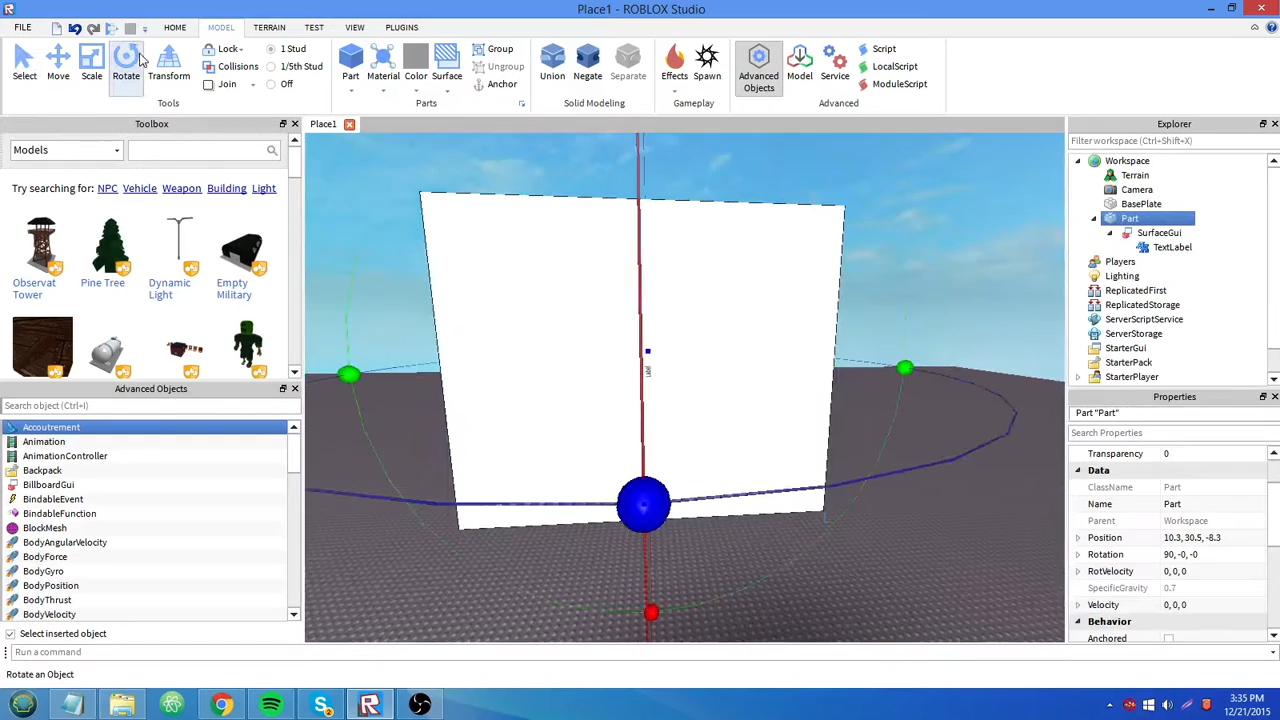 Place1 - ROBLOX Studio
FILE HOME MODEL TERRAIN TEST VIEW PLUGINS
Select Move Scale Rotate Transform
Lock
Collisions
Join
1 Stud
1/5th Stud
Off
Part Material Color Surface
Group
Ungroup
Anchor
Union Negate Separate
Effects Spawn
Advanced Objects
Model Service
Script
LocalScript
ModuleScript
Tools Parts Solid Modeling Gameplay Advanced
Toolbox
Models
Try searching for: NPC Vehicle Weapon Building Light
Observat Tower
Pine Tree
Dynamic Light
Empty Military
Advanced Objects
Search object (Ctrl+I)
Accoutrement
Animation
AnimationController
Backpack
BillboardGui
BindableEvent
BindableFunction
BlockMesh
BodyAngularVelocity
BodyForce
BodyGyro
BodyPosition
BodyThrust
BodyVelocity
Select inserted object
Run a command
Rotate an Object
Place1
Explorer
Filter workspace (Ctrl+Shift+X)
Workspace
Terrain
Camera
BasePlate
Part
SurfaceGui
TextLabel
Players
Lighting
ReplicatedFirst
ReplicatedStorage
ServerScriptService
ServerStorage
StarterGui
StarterPack
StarterPlayer
Properties
Part "Part"
Search Properties
Transparency 0
Data
ClassName Part
Name Part
Parent Workspace
Position 10.3, 30.5, -8.3
Rotation 90, -0, -0
RotVelocity 0, 0, 0
SpecificGravity 0.7
Velocity 0, 0, 0
Behavior
Anchored
3:35 PM
12/21/2015